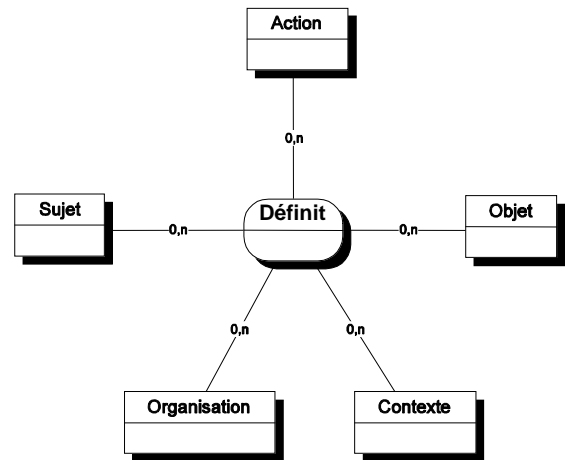 Action
0,n
Sujet
0,n
Définit
0,n
Objet
0,n
0,n
Organisation
Contexte